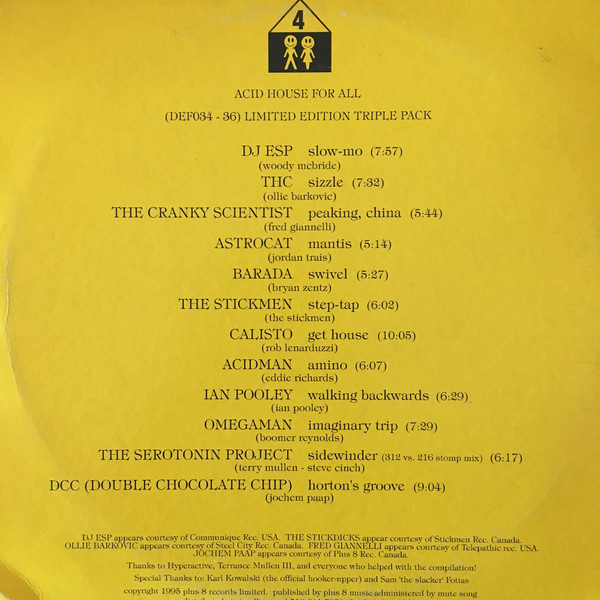 4
ACID HOUSE FOR ALL
(DEF034 - 36) LIMITED EDITION TRIPLE PACK
DJ ESP slow-mo (7:57)
(woody mcbride)
THC sizzle (7:32)
(ollie barkovic)
THE CRANKY SCIENTIST peaking, china (5:44)
(fred giannelli)
ASTROCAT mantis (5:14)
(jordan trais)
BARADA swivel (5:27)
(bryan zentz)
THE STICKMEN step-tap (6:02)
(the stickmen)
CALISTO get house (10:05)
(rob lenarduzzi)
ACIDMAN amino (6:07)
(eddie richards)
IAN POOLEY walking backwards (6:29)
(ian pooley)
OMEGAMAN imaginary trip (7:29)
(boomer reynolds)
THE SEROTONIN PROJECT sidewinder (312 vs. 216 stomp mix) (6:17)
(terry mullen - steve cinch)
DCC (DOUBLE CHOCOLATE CHIP) horton's groove (9:04)
(jochem paap)
DJ ESP appears courtesy of Communique Rec. USA. THE STICKDICKS appear courtesy of Stickmen Rec. Canada.
OLLIE BARKOVIC appears courtesy of Steel City Rec. Canada. FRED GIANNELLI appears courtesy of Telepathic rec. USA
JOCHEM PAAP appears courtesy of Plus 8 Rec. Canada.
Thanks to Hyperactive, Terrance Mullen III, and everyone who helped with the compilation!
Special Thanks to: Karl Kowalski (the official hooker-upper) and Sam 'the slacker' Fotias
copyright 1995 plus 8 records limited. published by plus 8 music administered by mute song